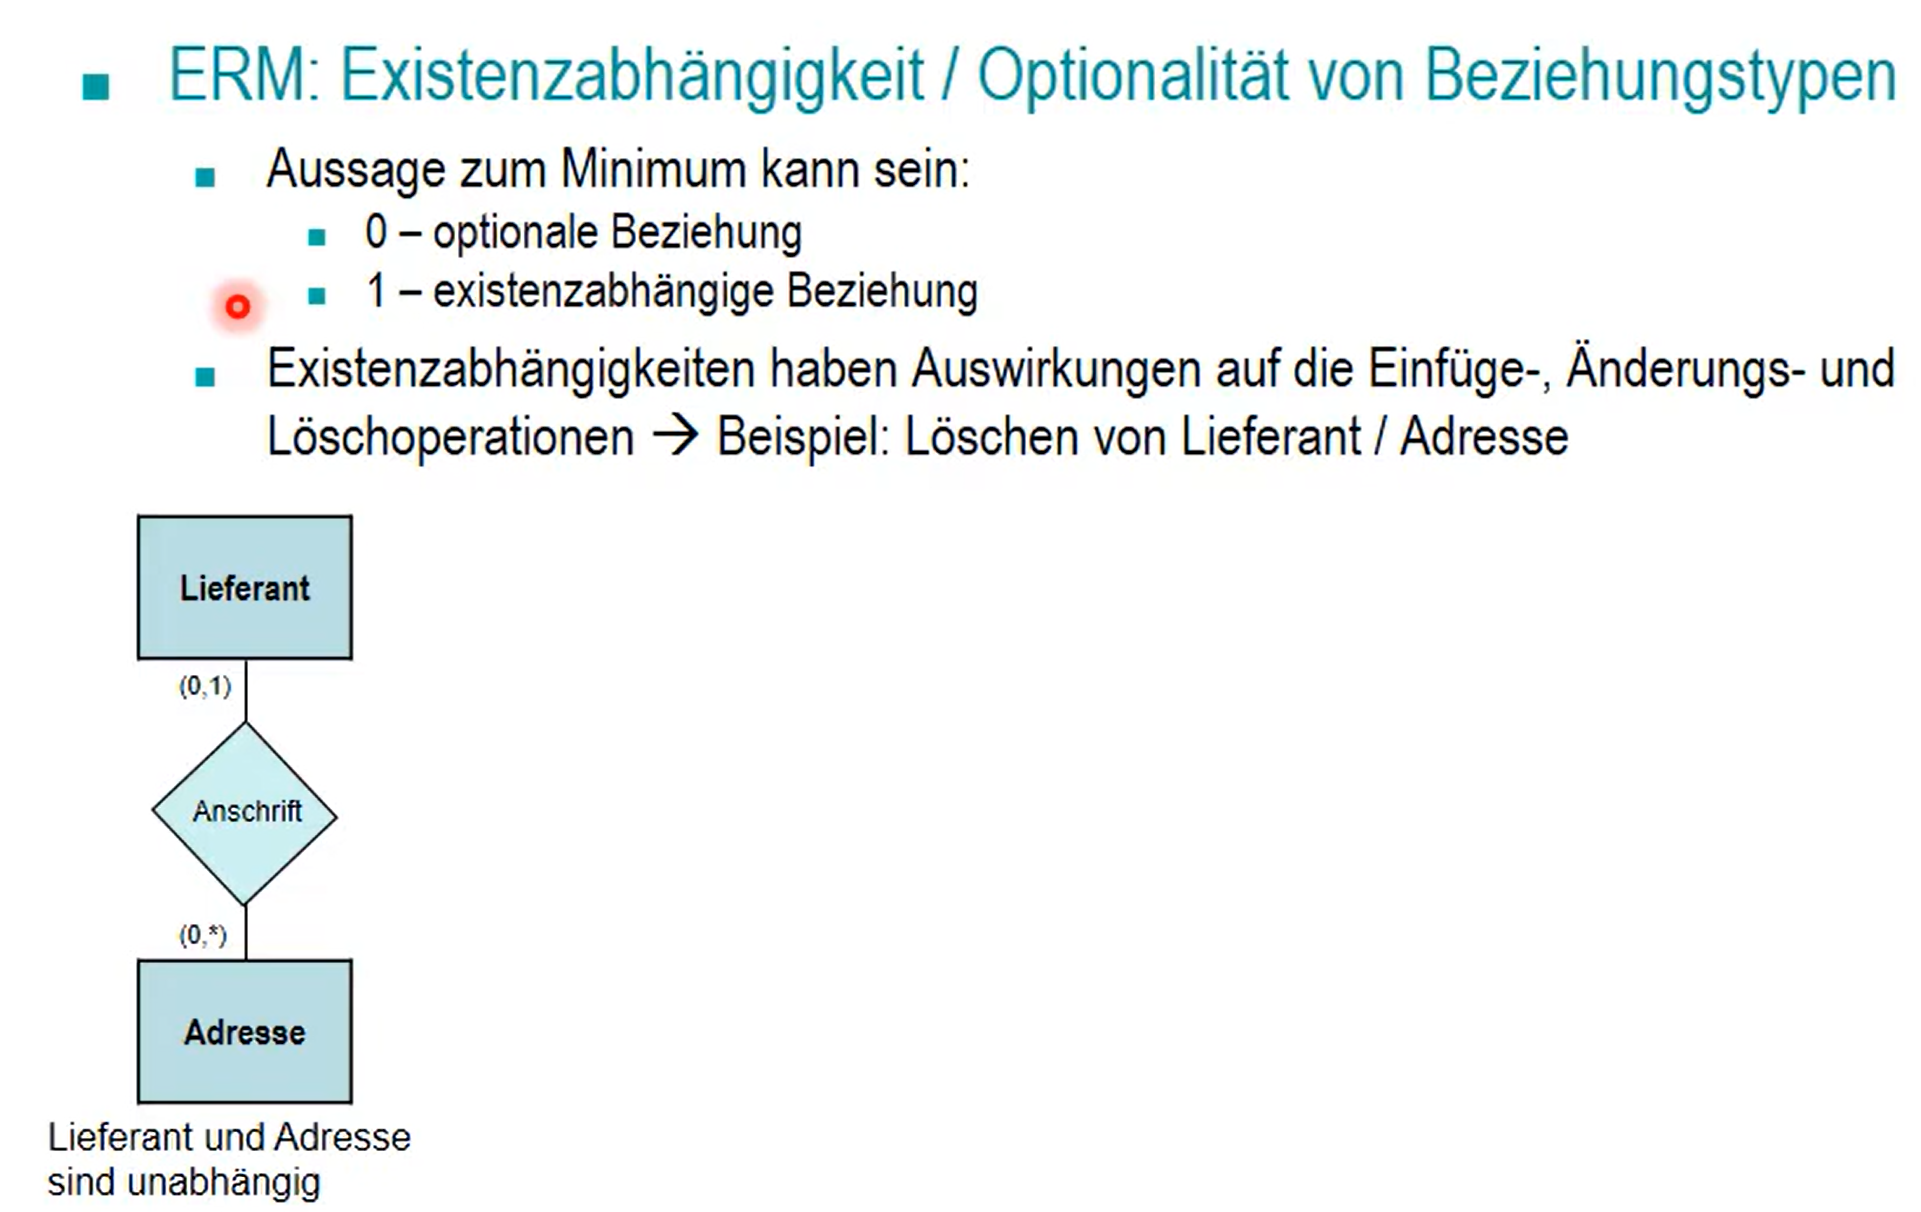 ERM: Existenzabhängigkeit / Optionalität von Beziehungstypen
Aussage zum Minimum kann sein:
0 – optionale Beziehung
1 – existenzabhängige Beziehung
Existenzabhängigkeiten haben Auswirkungen auf die Einfüge-, Änderungs- und
Löschoperationen → Beispiel: Löschen von Lieferant / Adresse
Lieferant
(0,1)
Anschrift
(0,*)
Adresse
Lieferant und Adresse
sind unabhängig